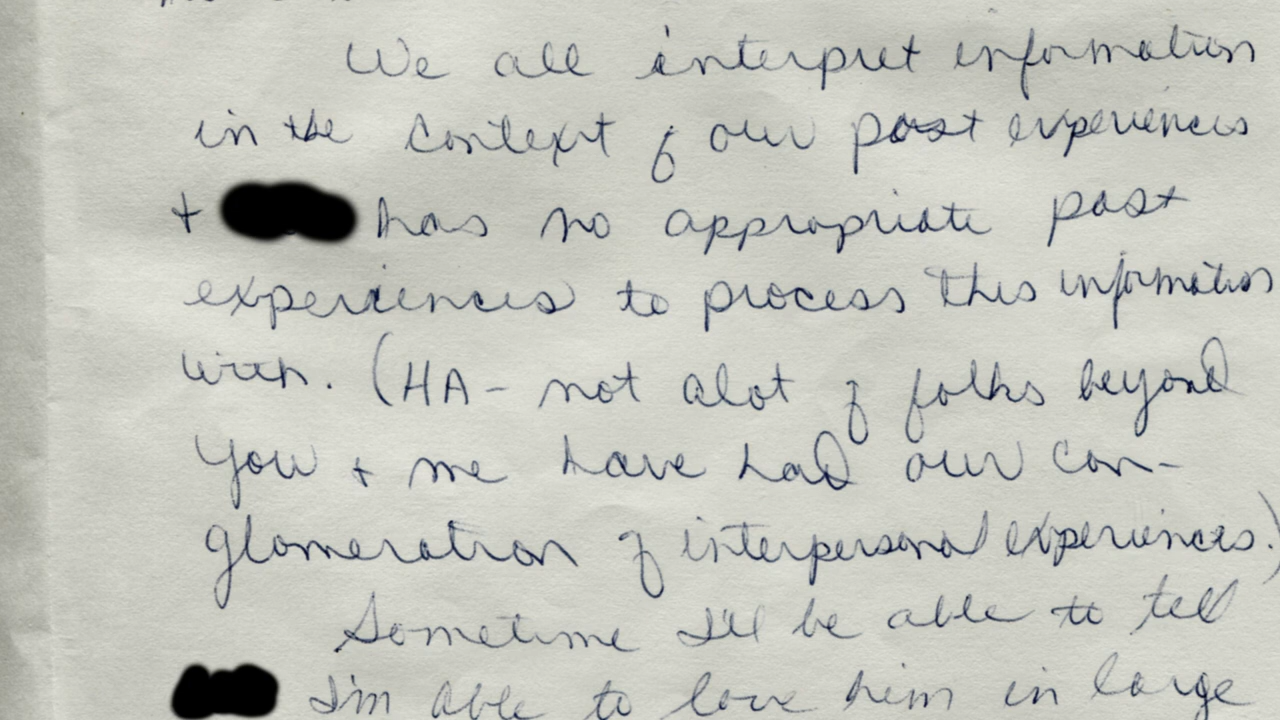 We all interpret information
in the context of our past experiences
+ has no appropriate past
experiences to process this information
with. (HA - not alot of folks beyond
you + me have had our con-
glomeration of interpersonal experiences.)
Sometime I'll be able to tell
I'm able to love him in large